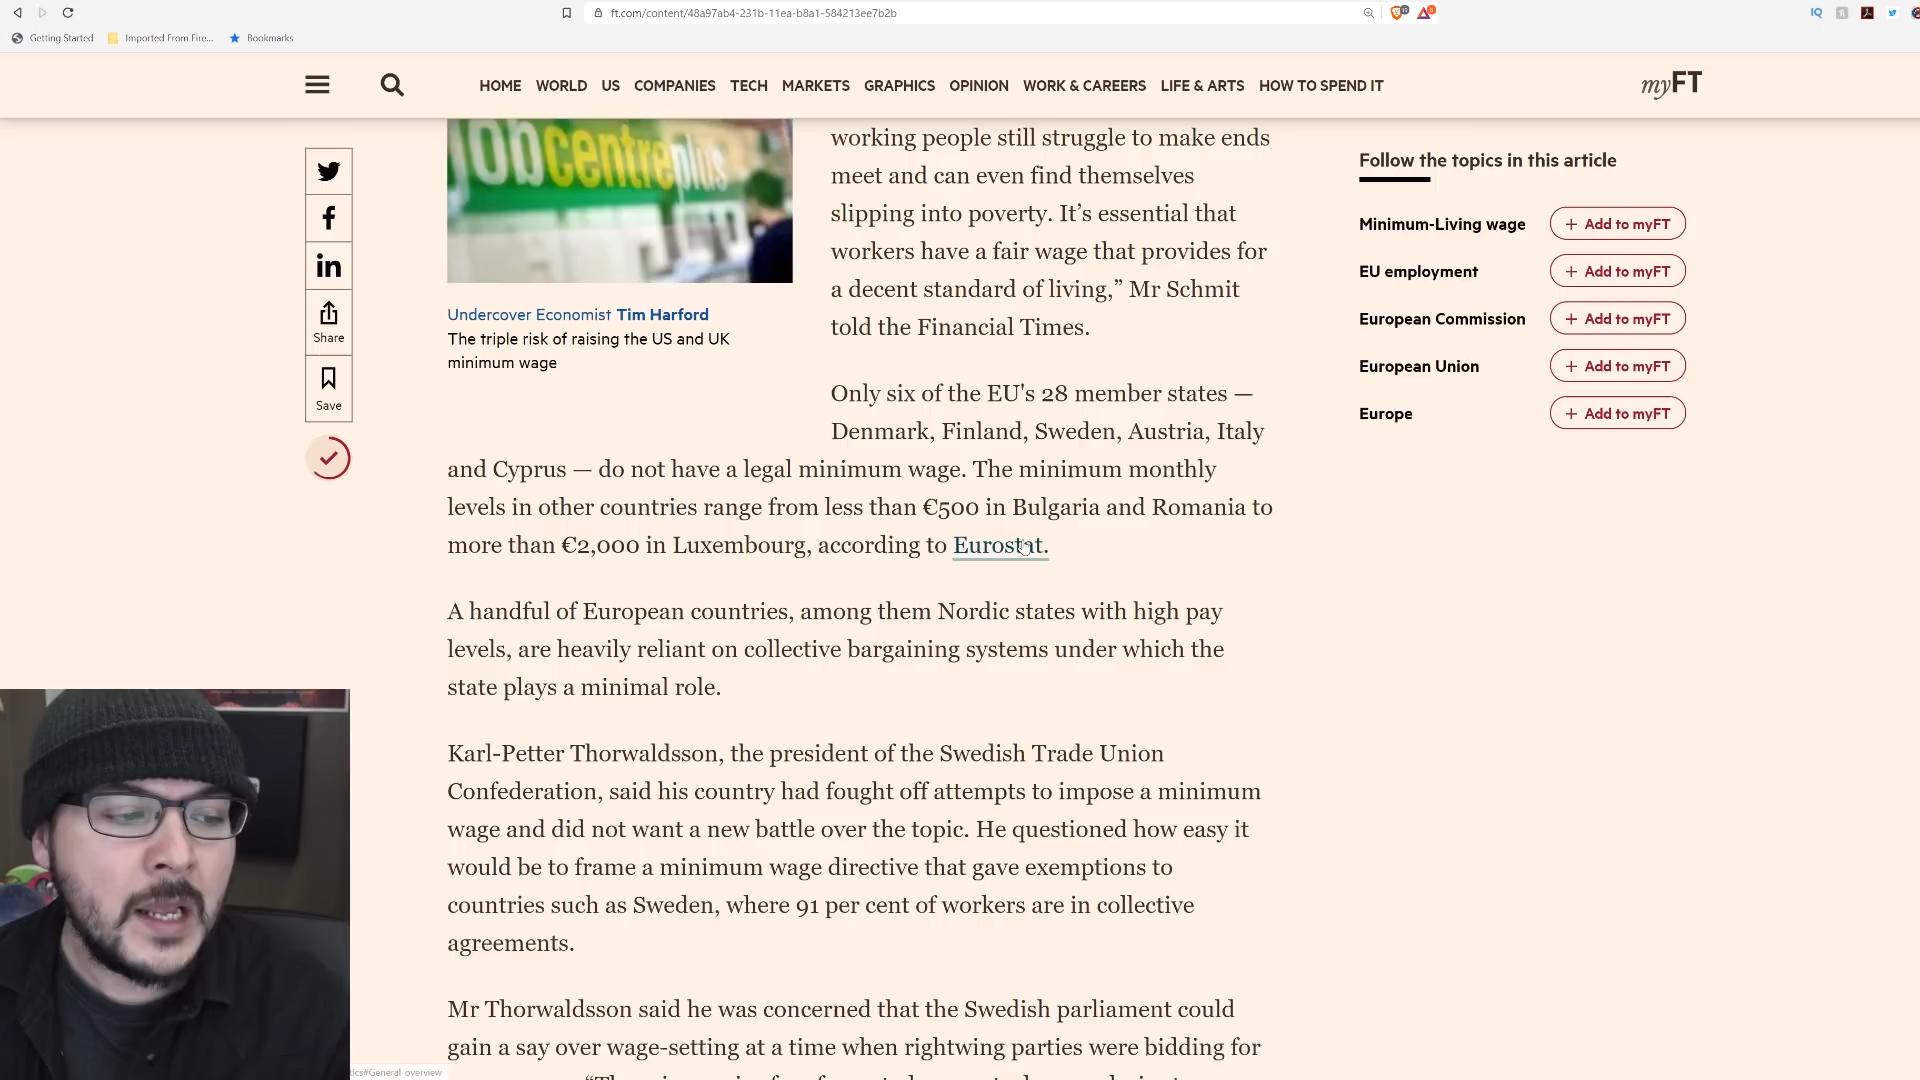 ft.com/content/48a97ab4-231b-11ea-b8a1-584213ee7b2b
IQ
Getting Started
Imported From Fire...
Bookmarks
HOME WORLD US COMPANIES TECH MARKETS GRAPHICS OPINION WORK & CAREERS LIFE & ARTS HOW TO SPEND IT
myFT
jobcentreplus
Share
Save
Undercover Economist Tim Harford
The triple risk of raising the US and UK
minimum wage
working people still struggle to make ends
meet and can even find themselves
slipping into poverty. It’s essential that
workers have a fair wage that provides for
a decent standard of living,” Mr Schmit
told the Financial Times.
Only six of the EU's 28 member states —
Denmark, Finland, Sweden, Austria, Italy
and Cyprus — do not have a legal minimum wage. The minimum monthly
levels in other countries range from less than €500 in Bulgaria and Romania to
more than €2,000 in Luxembourg, according to Eurostat.
A handful of European countries, among them Nordic states with high pay
levels, are heavily reliant on collective bargaining systems under which the
state plays a minimal role.
Karl-Petter Thorwaldsson, the president of the Swedish Trade Union
Confederation, said his country had fought off attempts to impose a minimum
wage and did not want a new battle over the topic. He questioned how easy it
would be to frame a minimum wage directive that gave exemptions to
countries such as Sweden, where 91 per cent of workers are in collective
agreements.
Mr Thorwaldsson said he was concerned that the Swedish parliament could
gain a say over wage-setting at a time when rightwing parties were bidding for
Follow the topics in this article
Minimum-Living wage + Add to myFT
EU employment + Add to myFT
European Commission + Add to myFT
European Union + Add to myFT
Europe + Add to myFT
tics#General_overview